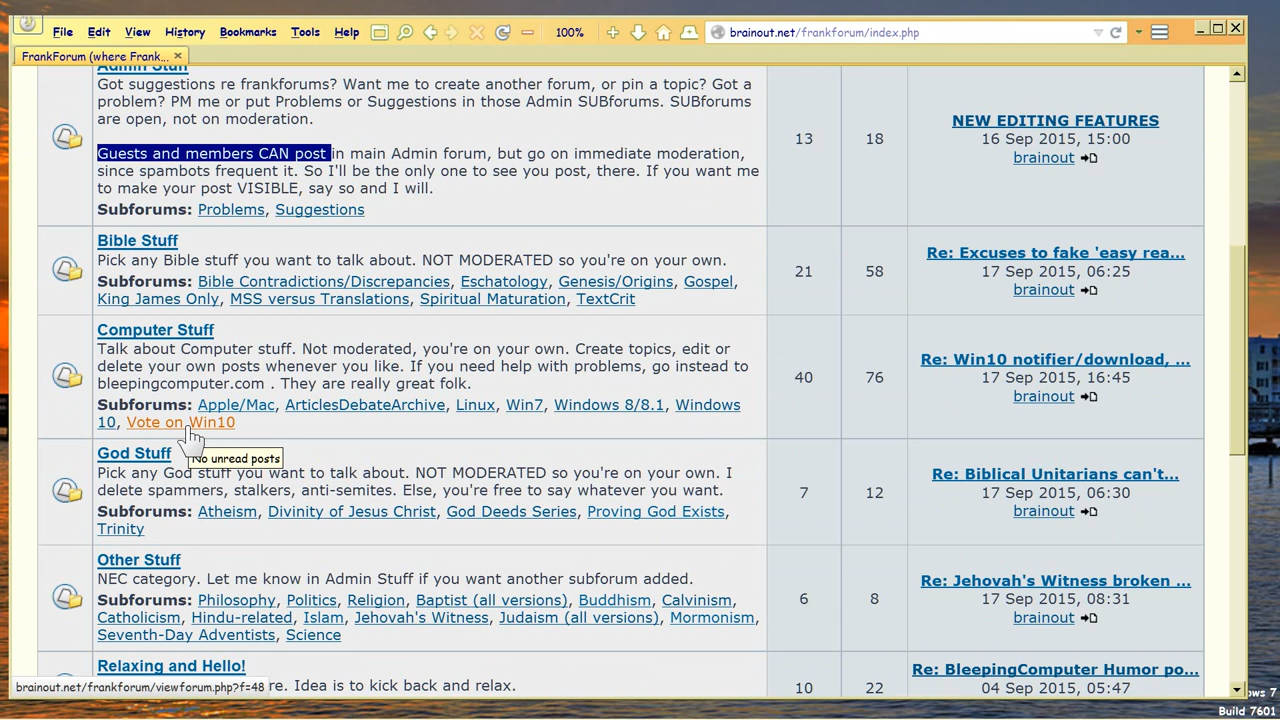 File Edit View History Bookmarks Tools Help 100% brainout.net/frankforum/index.php
FrankForum (where Frank...
Admin Stuff
Got suggestions re frankforums? Want me to create another forum, or pin a topic? Got a
problem? PM me or put Problems or Suggestions in those Admin SUBforums. SUBforums
are open, not on moderation.
Guests and members CAN post in main Admin forum, but go on immediate moderation,
since spambots frequent it. So I'll be the only one to see you post, there. If you want me
to make your post VISIBLE, say so and I will.
Subforums: Problems, Suggestions
13
18
NEW EDITING FEATURES
16 Sep 2015, 15:00
brainout
Bible Stuff
Pick any Bible stuff you want to talk about. NOT MODERATED so you're on your own.
Subforums: Bible Contradictions/Discrepancies, Eschatology, Genesis/Origins, Gospel,
King James Only, MSS versus Translations, Spiritual Maturation, TextCrit
21
58
Re: Excuses to fake 'easy rea...
17 Sep 2015, 06:25
brainout
Computer Stuff
Talk about Computer stuff. Not moderated, you're on your own. Create topics, edit or
delete your own posts whenever you like. If you need help with problems, go instead to
bleepingcomputer.com . They are really great folk.
Subforums: Apple/Mac, ArticlesDebateArchive, Linux, Win7, Windows 8/8.1, Windows
10, Vote on Win10
No unread posts
40
76
Re: Win10 notifier/download, ...
17 Sep 2015, 16:45
brainout
God Stuff
Pick any God stuff you want to talk about. NOT MODERATED so you're on your own. I
delete spammers, stalkers, anti-semites. Else, you're free to say whatever you want.
Subforums: Atheism, Divinity of Jesus Christ, God Deeds Series, Proving God Exists,
Trinity
7
12
Re: Biblical Unitarians can't...
17 Sep 2015, 06:30
brainout
Other Stuff
NEC category. Let me know in Admin Stuff if you want another subforum added.
Subforums: Philosophy, Politics, Religion, Baptist (all versions), Buddhism, Calvinism,
Catholicism, Hindu-related, Islam, Jehovah's Witness, Judaism (all versions), Mormonism,
Seventh-Day Adventists, Science
6
8
Re: Jehovah's Witness broken ...
17 Sep 2015, 08:31
brainout
Relaxing and Hello!
re. Idea is to kick back and relax.
10
22
Re: BleepingComputer Humor po...
04 Sep 2015, 05:47
brainout.net/frankforum/viewforum.php?f=48
ows 7
Build 7601